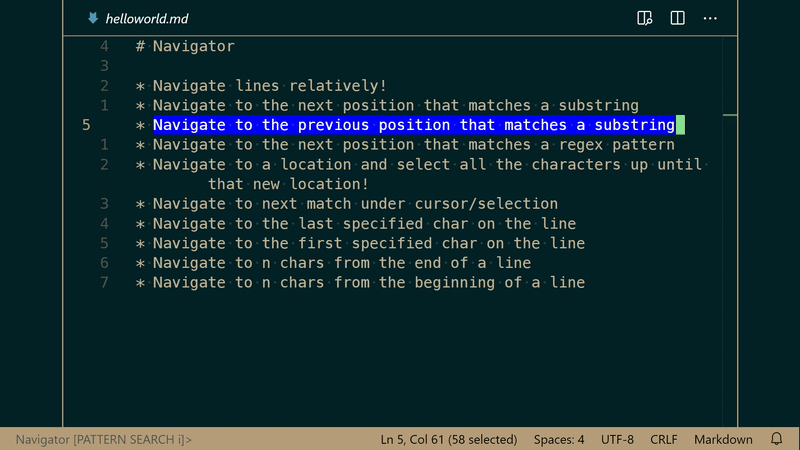 helloworld.md
4 # Navigator
3
2 * Navigate lines relatively!
1 * Navigate to the next position that matches a substring
5 * Navigate to the previous position that matches a substring
1 * Navigate to the next position that matches a regex pattern
2 * Navigate to a location and select all the characters up until
that new location!
3 * Navigate to next match under cursor/selection
4 * Navigate to the last specified char on the line
5 * Navigate to the first specified char on the line
6 * Navigate to n chars from the end of a line
7 * Navigate to n chars from the beginning of a line
Navigator [PATTERN SEARCH i]> Ln 5, Col 61 (58 selected) Spaces: 4 UTF-8 CRLF Markdown